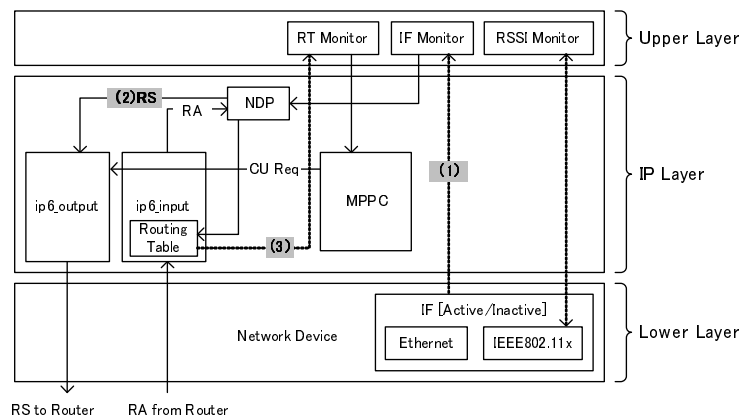 RT Monitor
IF Monitor
RSSI Monitor
Upper Layer
(2)RS
RA
NDP
ip6_output
ip6_input
Routing
Table
CU Req
MPPC
(1)
(3)
IP Layer
Network Device
IF [Active/Inactive]
Ethernet
IEEE802.11x
Lower Layer
RS to Router
RA from Router